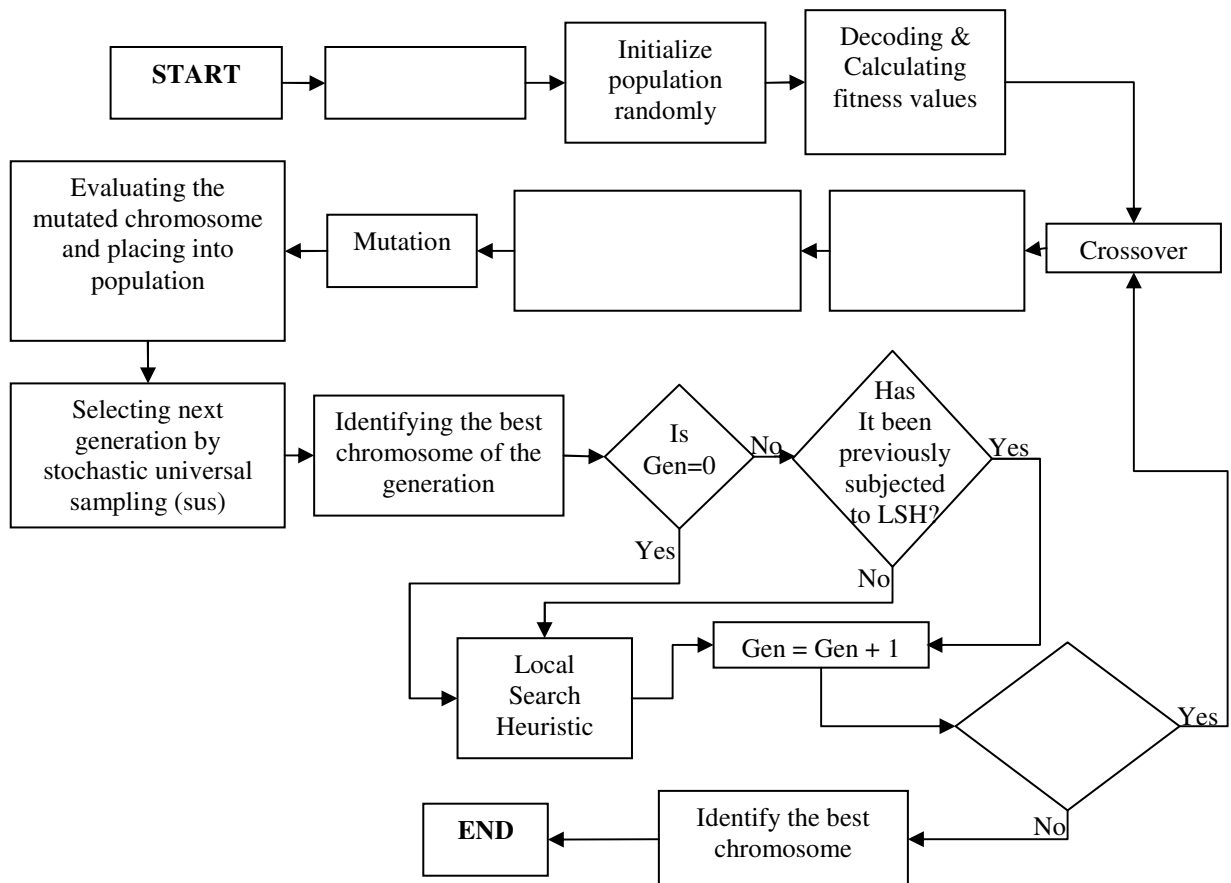 START
Initialize
population
randomly
Decoding &
Calculating
fitness values
Crossover
Mutation
Evaluating the
mutated chromosome
and placing into
population
Selecting next
generation by
stochastic universal
sampling (sus)
Identifying the best
chromosome of the
generation
Is
Gen=0
No
Yes
Has
It been
previously
subjected
to LSH?
Yes
No
Local
Search
Heuristic
Gen = Gen + 1
Yes
No
Identify the best
chromosome
END